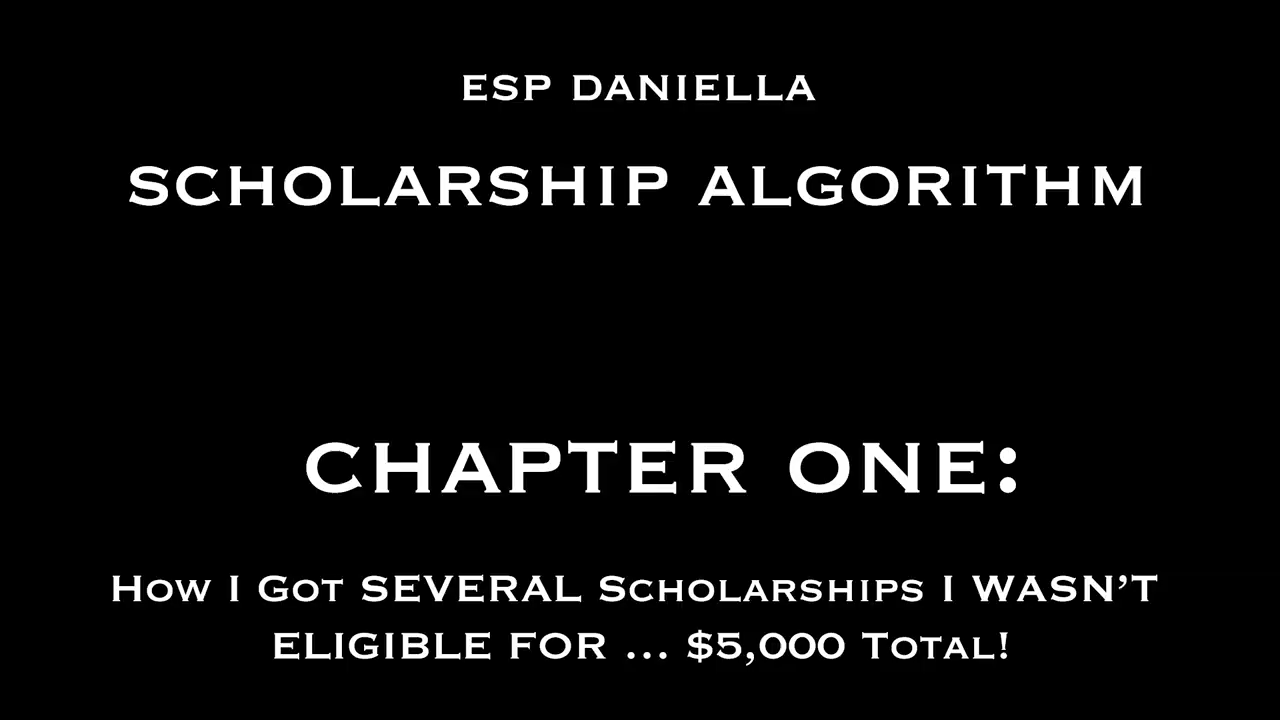 ESP DANIELLA
SCHOLARSHIP ALGORITHM
CHAPTER ONE:
How I Got SEVERAL Scholarships I WASN’T
ELIGIBLE FOR ... $5,000 Total!